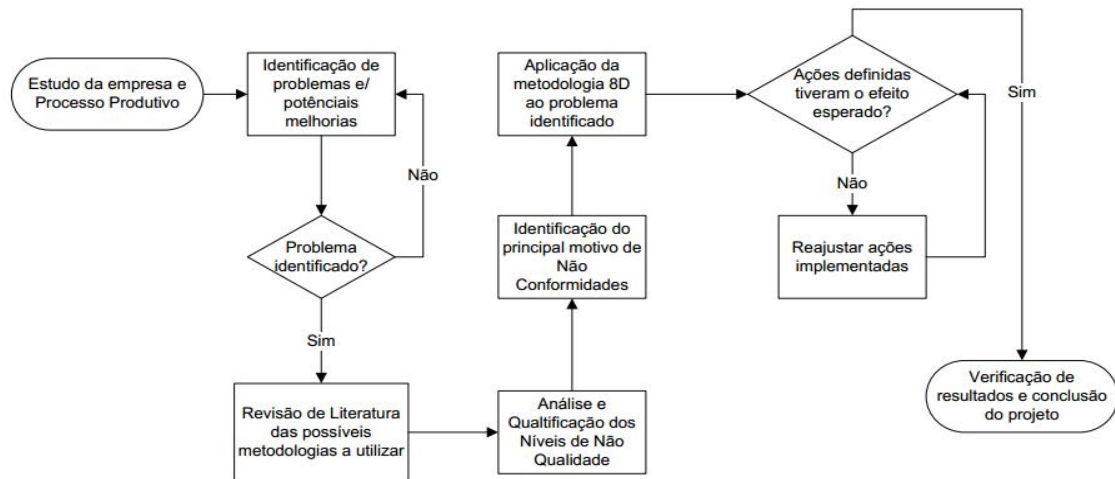 Estudo da empresa e
Processo Produtivo
Identificação de
problemas e/
potênciais
melhorias
Não
Problema
identificado?
Sim
Revisão de Literatura
das possíveis
metodologias a utilizar
Análise e
Qualtificação dos
Níveis de Não
Qualidade
Identificação do
principal motivo de
Não
Conformidades
Aplicação da
metodologia 8D
ao problema
identificado
Ações definidas
tiveram o efeito
esperado?
Não
Reajustar ações
implementadas
Sim
Verificação de
resultados e conclusão
do projeto